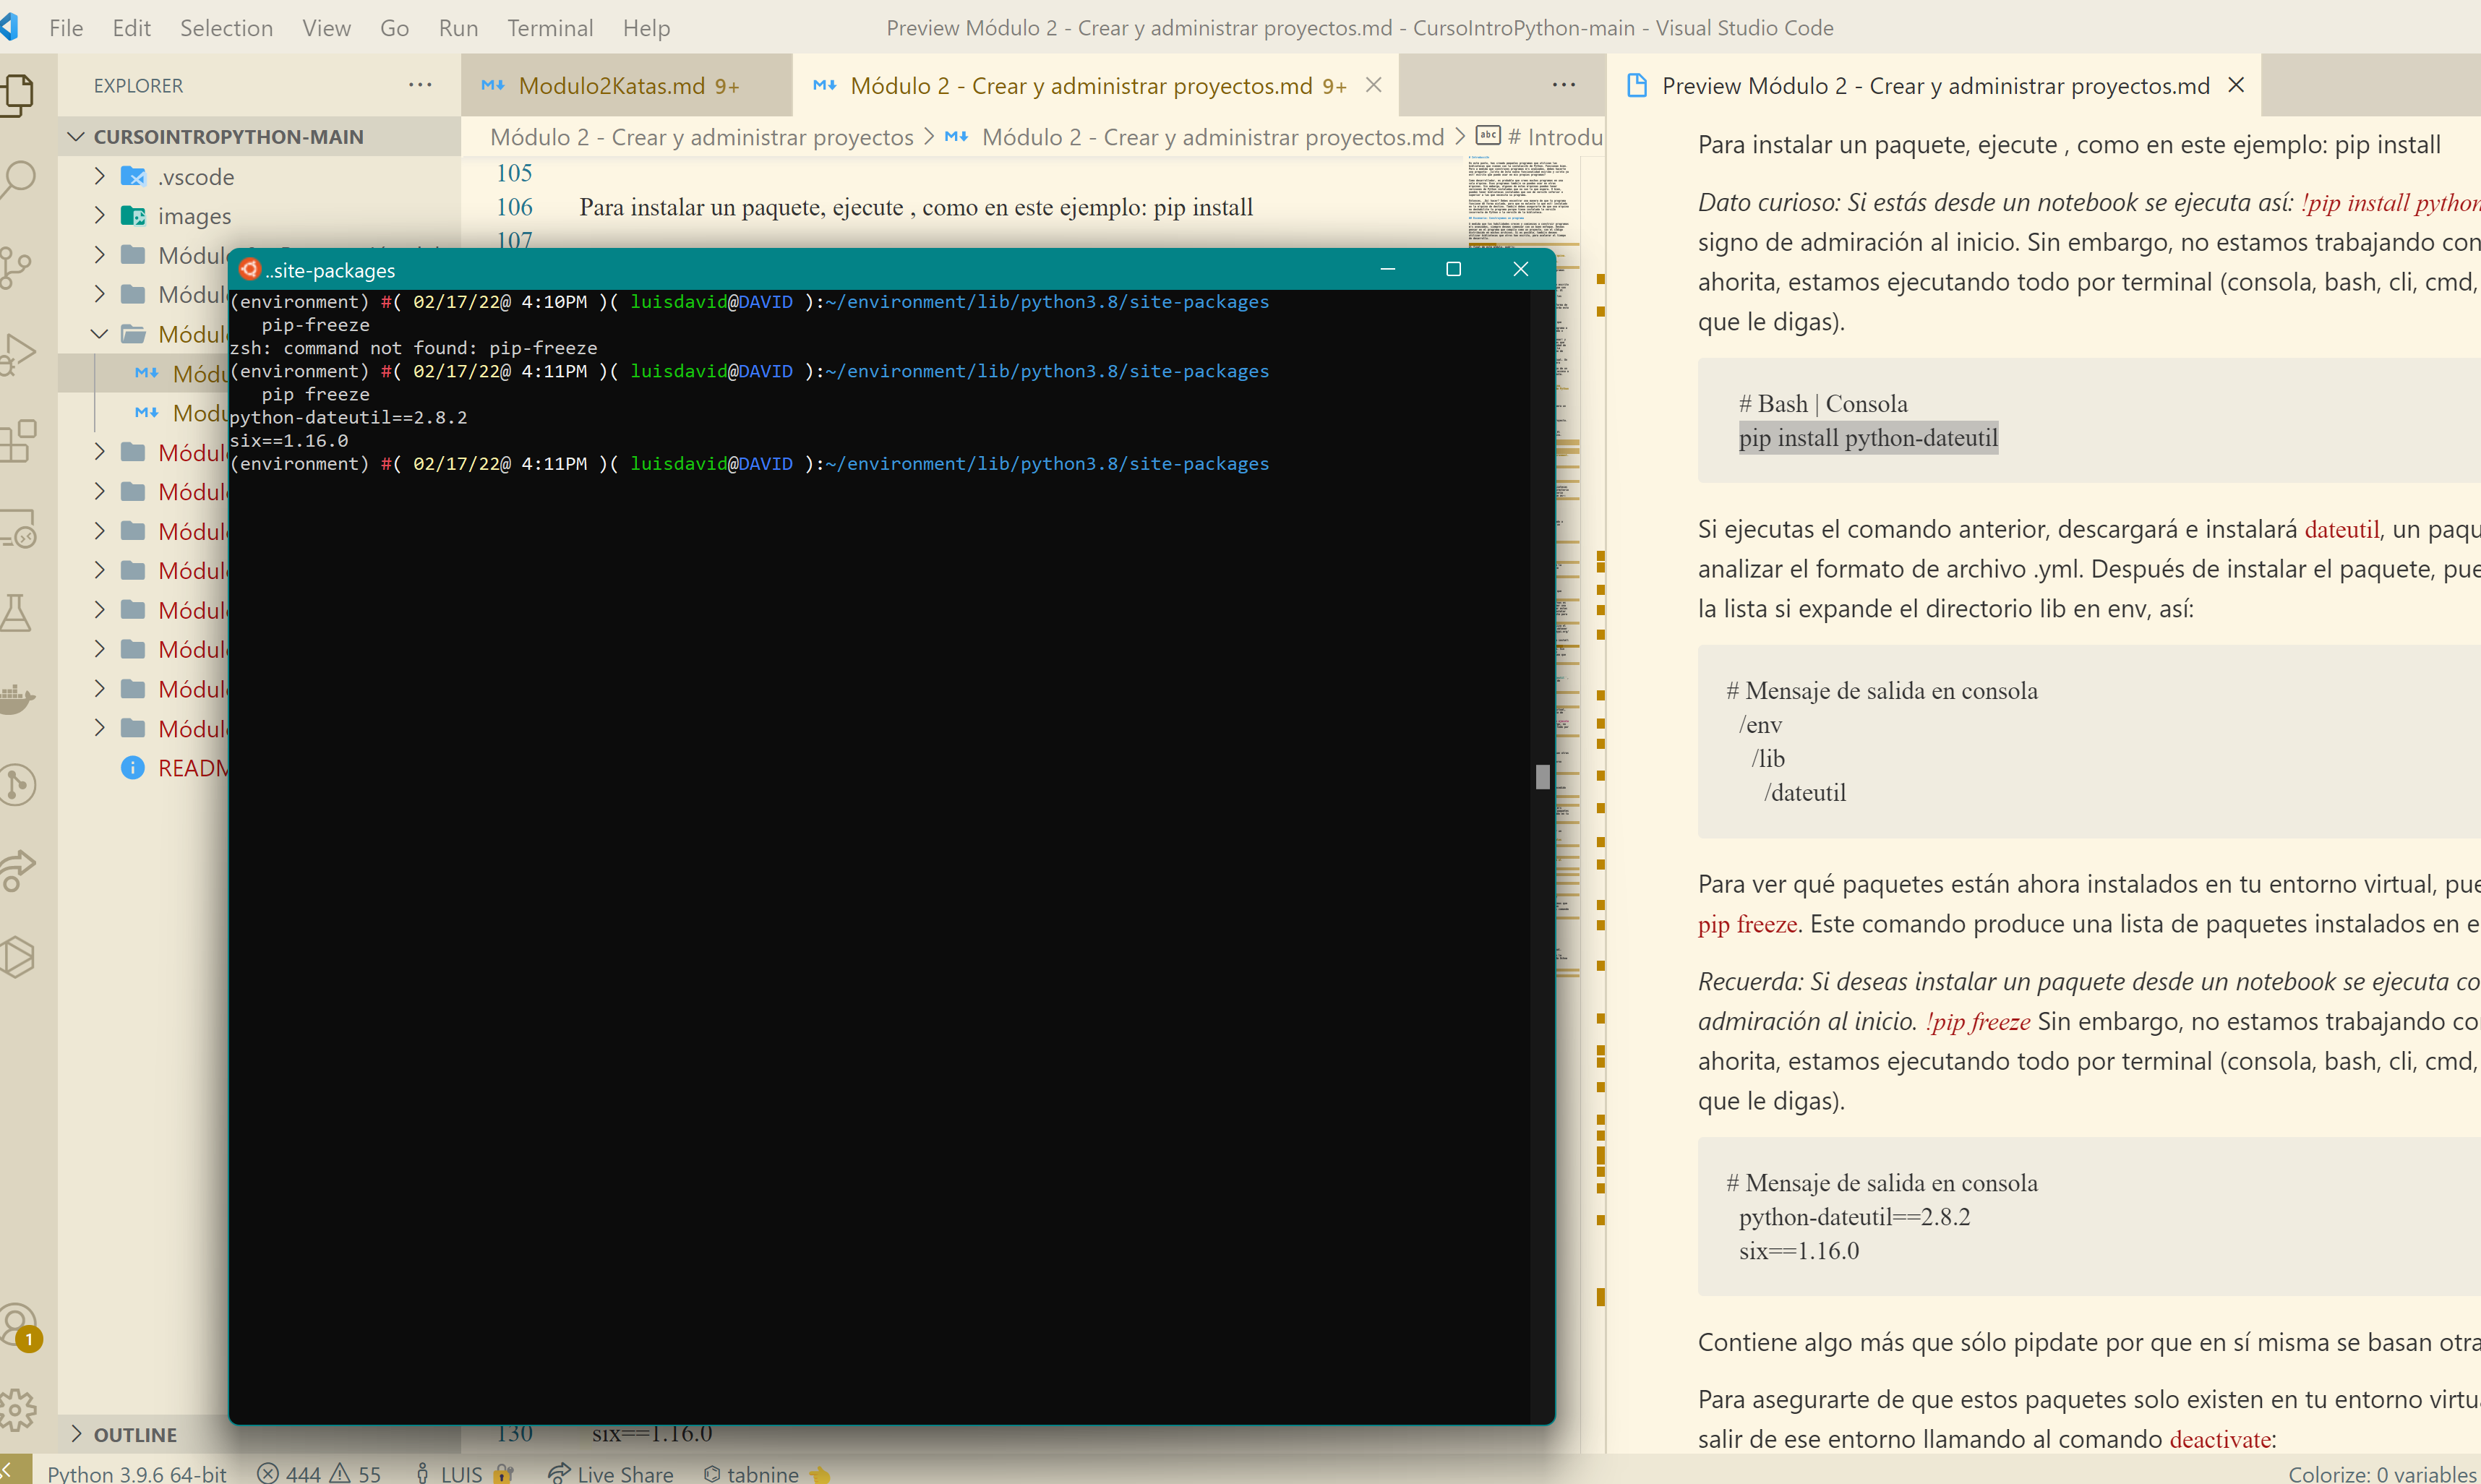 File Edit Selection View Go Run Terminal Help
Preview Módulo 2 - Crear y administrar proyectos.md - CursoIntroPython-main - Visual Studio Code
EXPLORER
CURSOINTROPYTHON-MAIN
.vscode
images
Módul
Módul
Módul
Módu
Modu
Módul
Módul
Módul
Módul
Módul
Módul
Módul
Módul
READM
OUTLINE
Modulo2Katas.md 9+
Módulo 2 - Crear y administrar proyectos.md 9+
Módulo 2 - Crear y administrar proyectos > Módulo 2 - Crear y administrar proyectos.md > abc # Introdu
105
106 Para instalar un paquete, ejecute , como en este ejemplo: pip install
107
..site-packages
(environment) #( 02/17/22@ 4:10PM )( luisdavid@DAVID ):~/environment/lib/python3.8/site-packages
pip-freeze
zsh: command not found: pip-freeze
(environment) #( 02/17/22@ 4:11PM )( luisdavid@DAVID ):~/environment/lib/python3.8/site-packages
pip freeze
python-dateutil==2.8.2
six==1.16.0
(environment) #( 02/17/22@ 4:11PM )( luisdavid@DAVID ):~/environment/lib/python3.8/site-packages
130 six==1.16.0
Preview Módulo 2 - Crear y administrar proyectos.md
Para instalar un paquete, ejecute , como en este ejemplo: pip install
Dato curioso: Si estás desde un notebook se ejecuta así: !pip install python
signo de admiración al inicio. Sin embargo, no estamos trabajando con
ahorita, estamos ejecutando todo por terminal (consola, bash, cli, cmd,
que le digas).
# Bash | Consola
pip install python-dateutil
Si ejecutas el comando anterior, descargará e instalará dateutil, un paqu
analizar el formato de archivo .yml. Después de instalar el paquete, pue
la lista si expande el directorio lib en env, así:
# Mensaje de salida en consola
/env
/lib
/dateutil
Para ver qué paquetes están ahora instalados en tu entorno virtual, pue
pip freeze. Este comando produce una lista de paquetes instalados en e
Recuerda: Si deseas instalar un paquete desde un notebook se ejecuta co
admiración al inicio. !pip freeze Sin embargo, no estamos trabajando co
ahorita, estamos ejecutando todo por terminal (consola, bash, cli, cmd,
que le digas).
# Mensaje de salida en consola
python-dateutil==2.8.2
six==1.16.0
Contiene algo más que sólo pipdate por que en sí misma se basan otra
Para asegurarte de que estos paquetes solo existen en tu entorno virtu
salir de ese entorno llamando al comando deactivate:
1
Python 3.9.6 64-bit 444 55 LUIS Live Share tabnine
Colorize: 0 variables